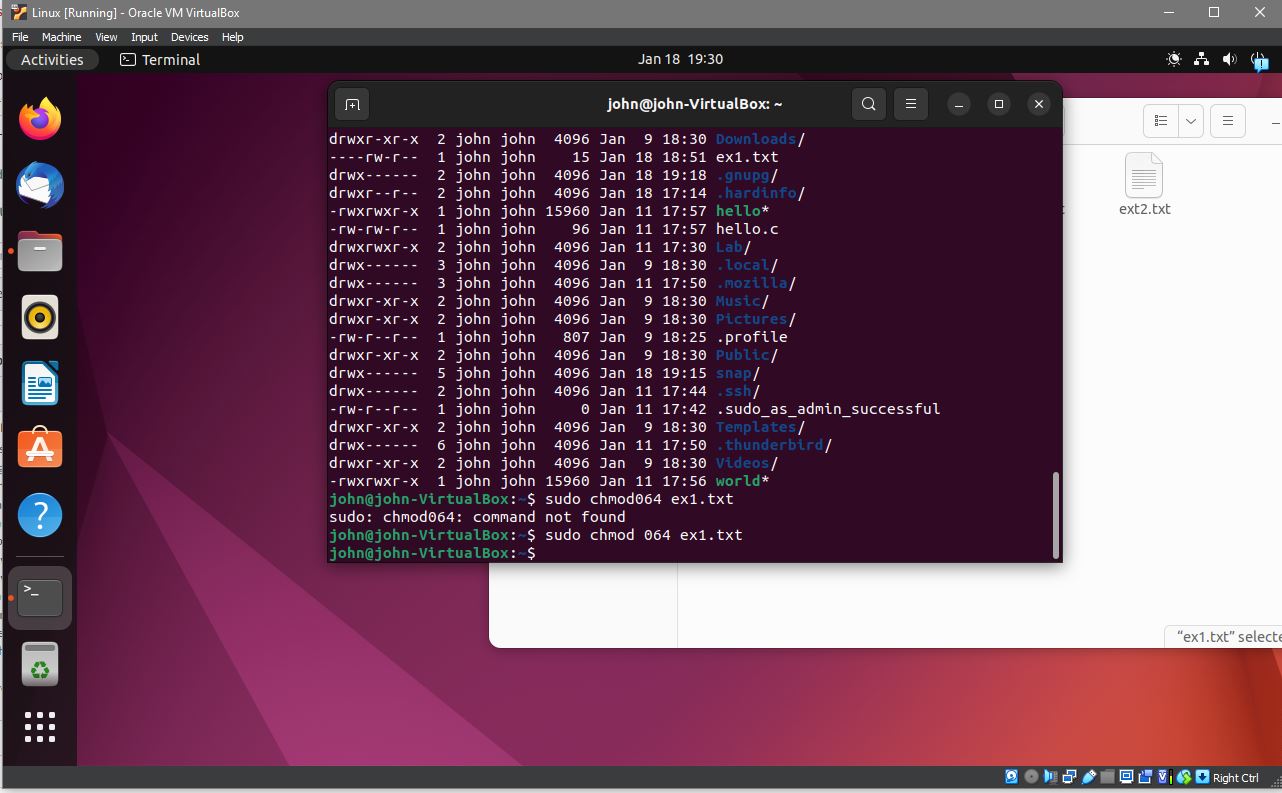 Linux [Running] - Oracle VM VirtualBox
File Machine View Input Devices Help
Activities Terminal Jan 18 19:30
john@john-VirtualBox: ~
drwxr-xr-x 2 john john 4096 Jan 9 18:30 Downloads/
----rw-r-- 1 john john 15 Jan 18 18:51 ex1.txt
drwx------ 2 john john 4096 Jan 18 19:18 .gnupg/
drwxr--r-- 2 john john 4096 Jan 18 17:14 .hardinfo/
-rwxrwxr-x 1 john john 15960 Jan 11 17:57 hello*
-rw-rw-r-- 1 john john 96 Jan 11 17:57 hello.c
drwxrwxr-x 2 john john 4096 Jan 11 17:30 Lab/
drwx------ 3 john john 4096 Jan 9 18:30 .local/
drwx------ 3 john john 4096 Jan 11 17:50 .mozilla/
drwxr-xr-x 2 john john 4096 Jan 9 18:30 Music/
drwxr-xr-x 2 john john 4096 Jan 9 18:30 Pictures/
-rw-r--r-- 1 john john 807 Jan 9 18:25 .profile
drwxr-xr-x 2 john john 4096 Jan 9 18:30 Public/
drwx------ 5 john john 4096 Jan 18 19:15 snap/
drwx------ 2 john john 4096 Jan 11 17:44 .ssh/
-rw-r--r-- 1 john john 0 Jan 11 17:42 .sudo_as_admin_successful
drwxr-xr-x 2 john john 4096 Jan 9 18:30 Templates/
drwx------ 6 john john 4096 Jan 11 17:50 .thunderbird/
drwxr-xr-x 2 john john 4096 Jan 9 18:30 Videos/
-rwxrwxr-x 1 john john 15960 Jan 11 17:56 world*
john@john-VirtualBox:~$ sudo chmod064 ex1.txt
sudo: chmod064: command not found
john@john-VirtualBox:~$ sudo chmod 064 ex1.txt
john@john-VirtualBox:~$
ext2.txt
“ex1.txt” selecte
Right Ctrl